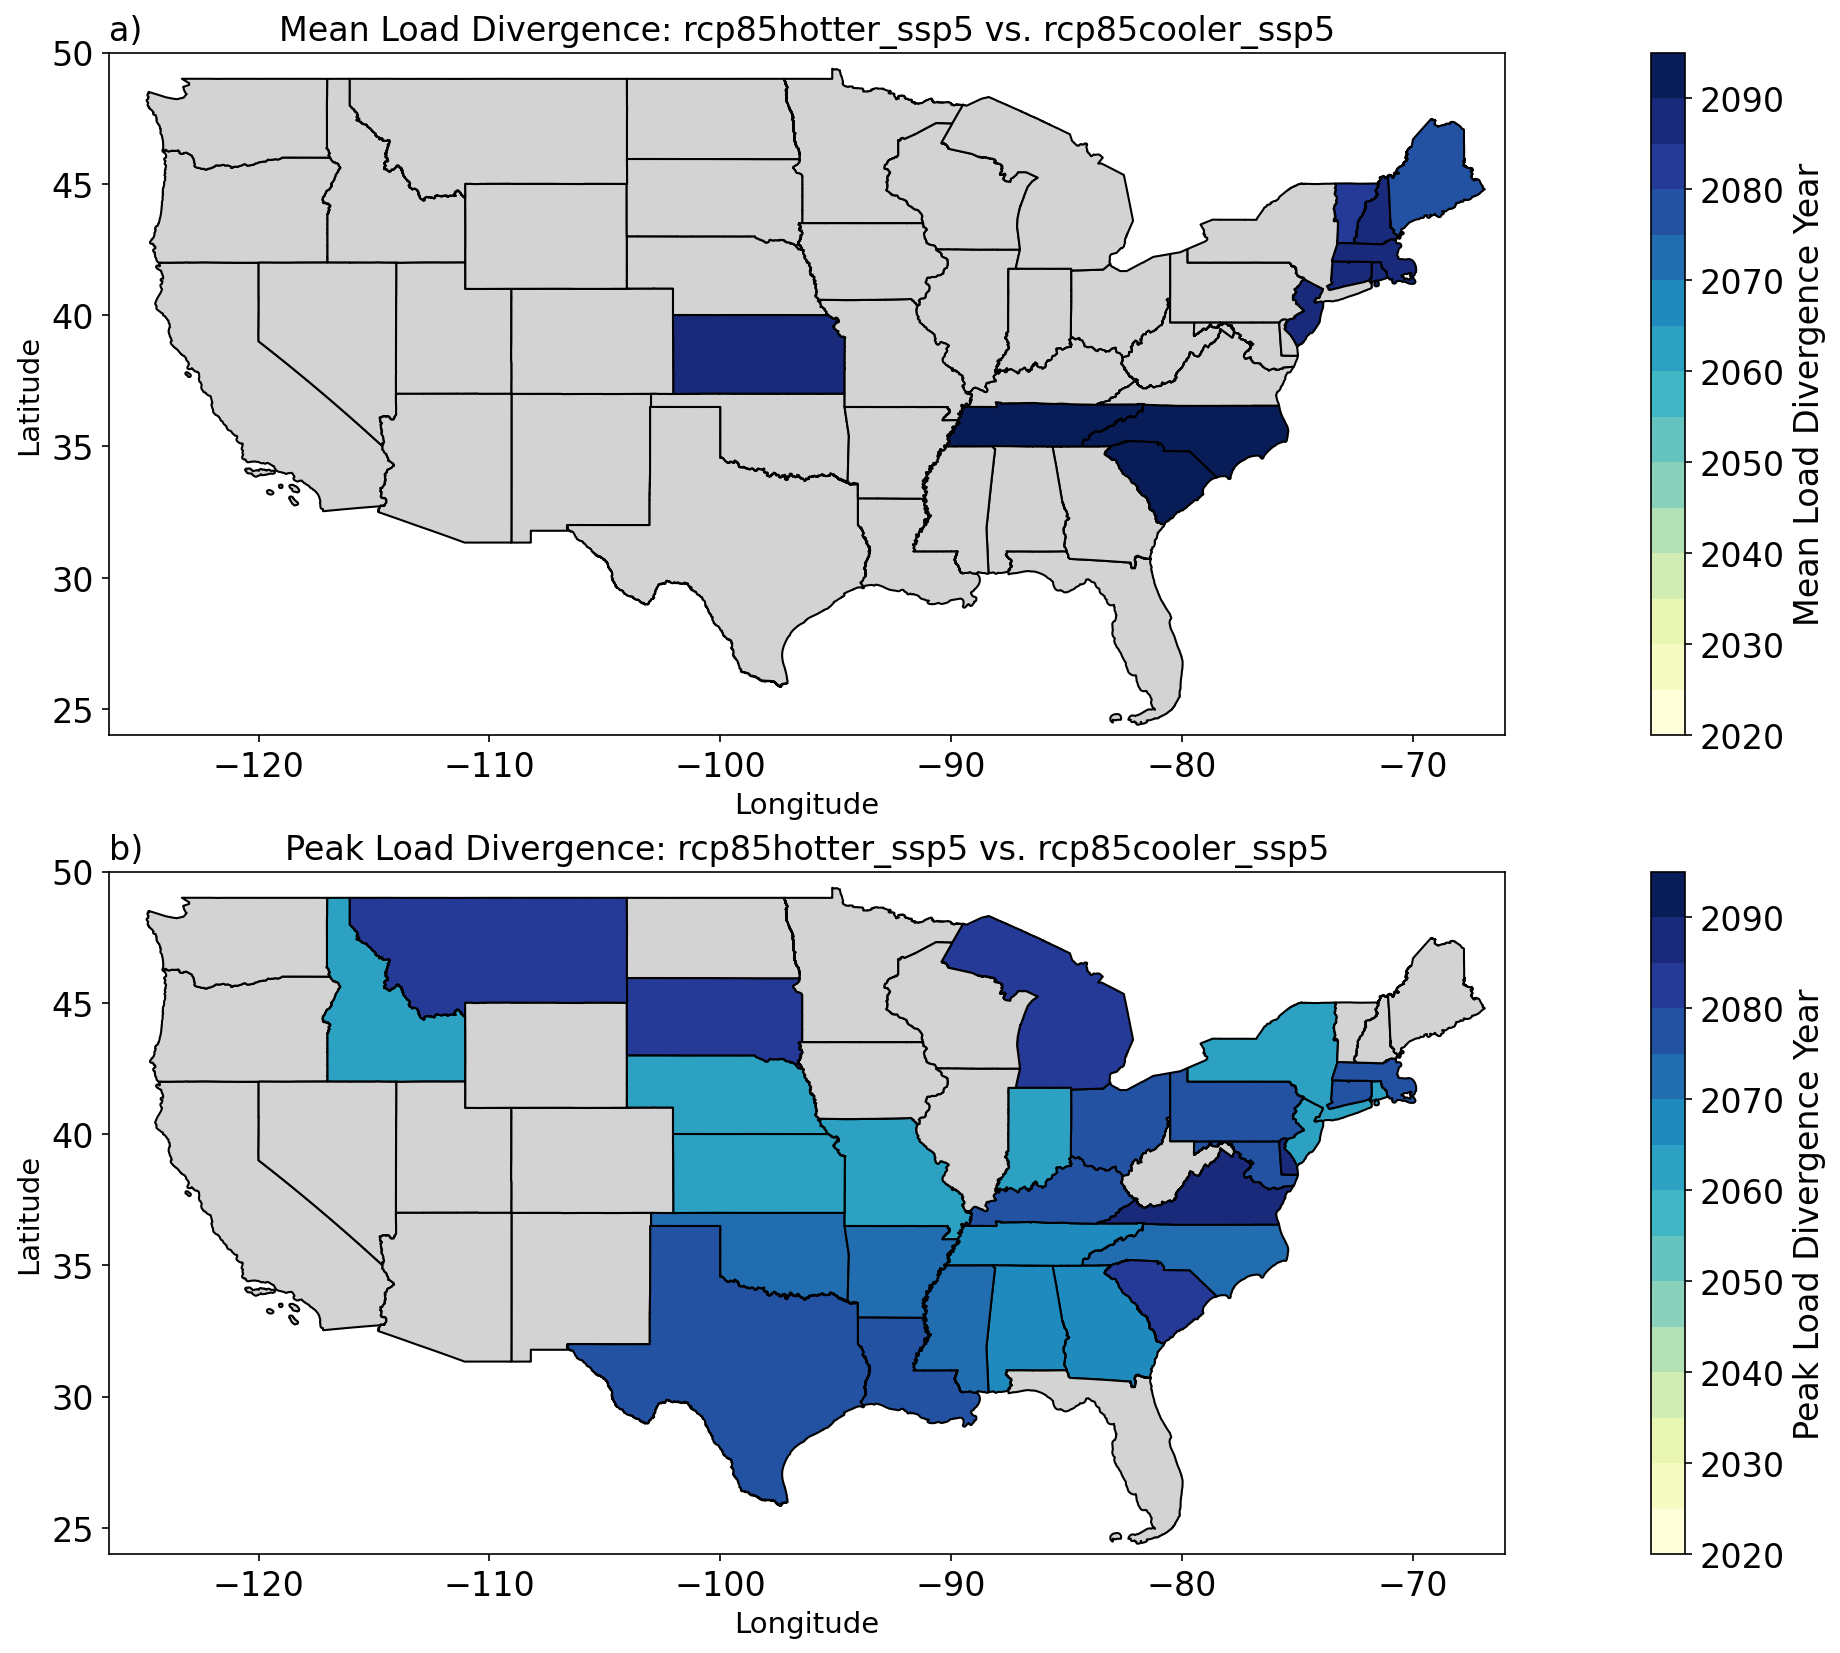 a) Mean Load Divergence: rcp85hotter_ssp5 vs. rcp85cooler_ssp5
50
45
40
35
30
25
Latitude
−120 −110 −100 −90 −80 −70
Longitude
2090
2080
2070
2060
2050
2040
2030
2020
Mean Load Divergence Year
b) Peak Load Divergence: rcp85hotter_ssp5 vs. rcp85cooler_ssp5
50
45
40
35
30
25
Latitude
−120 −110 −100 −90 −80 −70
Longitude
2090
2080
2070
2060
2050
2040
2030
2020
Peak Load Divergence Year